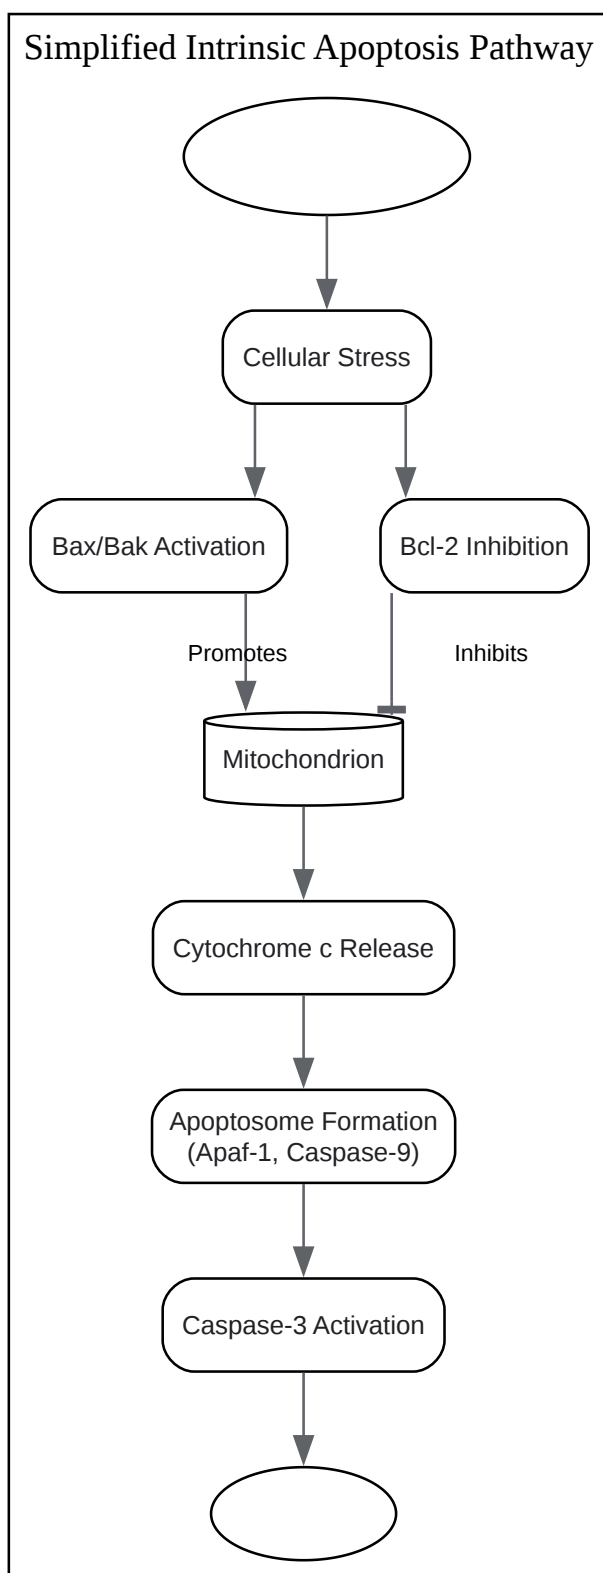 Simplified Intrinsic Apoptosis Pathway
Cellular Stress
Bax/Bak Activation
Bcl-2 Inhibition
Promotes
Inhibits
Mitochondrion
Cytochrome c Release
Apoptosome Formation
(Apaf-1, Caspase-9)
Caspase-3 Activation